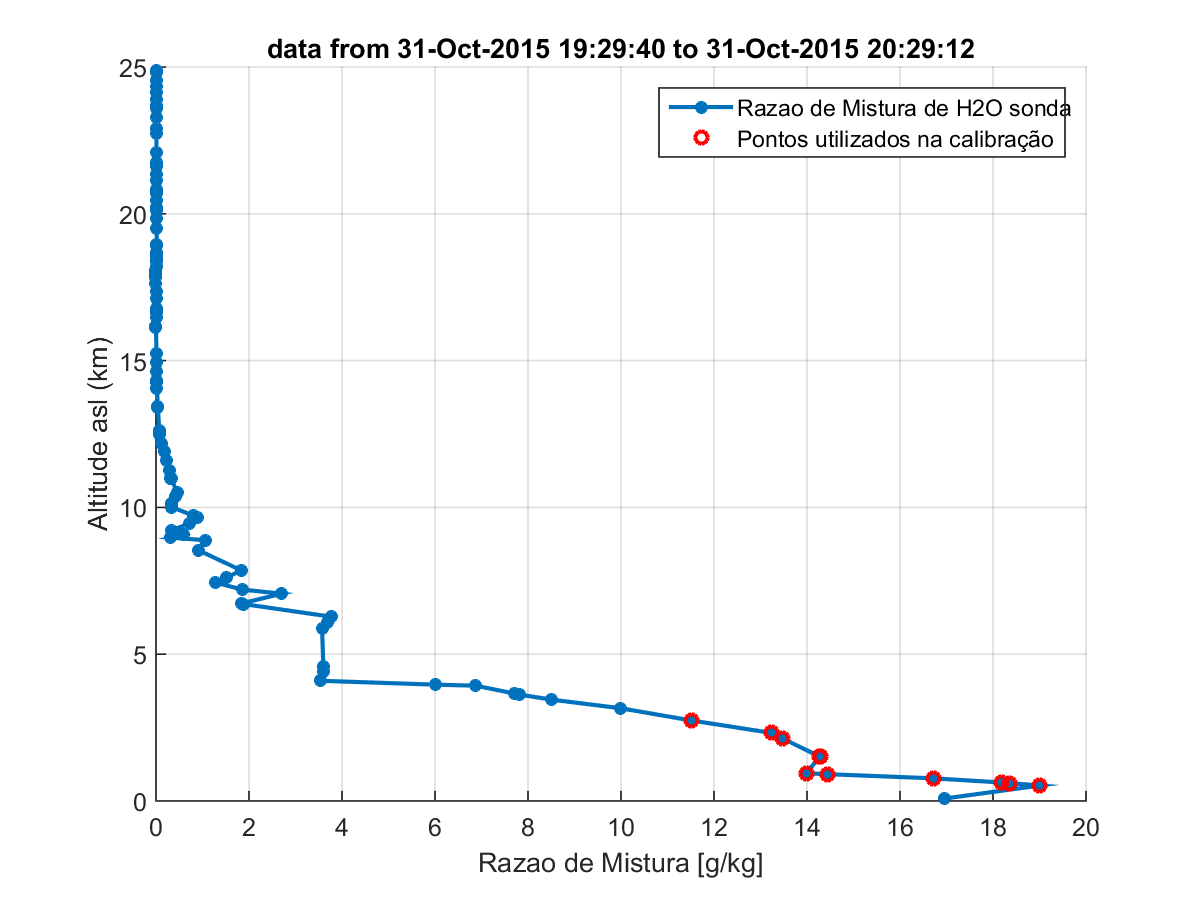 data from 31-Oct-2015 19:29:40 to 31-Oct-2015 20:29:12
Razao de Mistura de H2O sonda
Pontos utilizados na calibração
25
20
15
10
5
0
Altitude asl (km)
0 2 4 6 8 10 12 14 16 18 20
Razao de Mistura [g/kg]